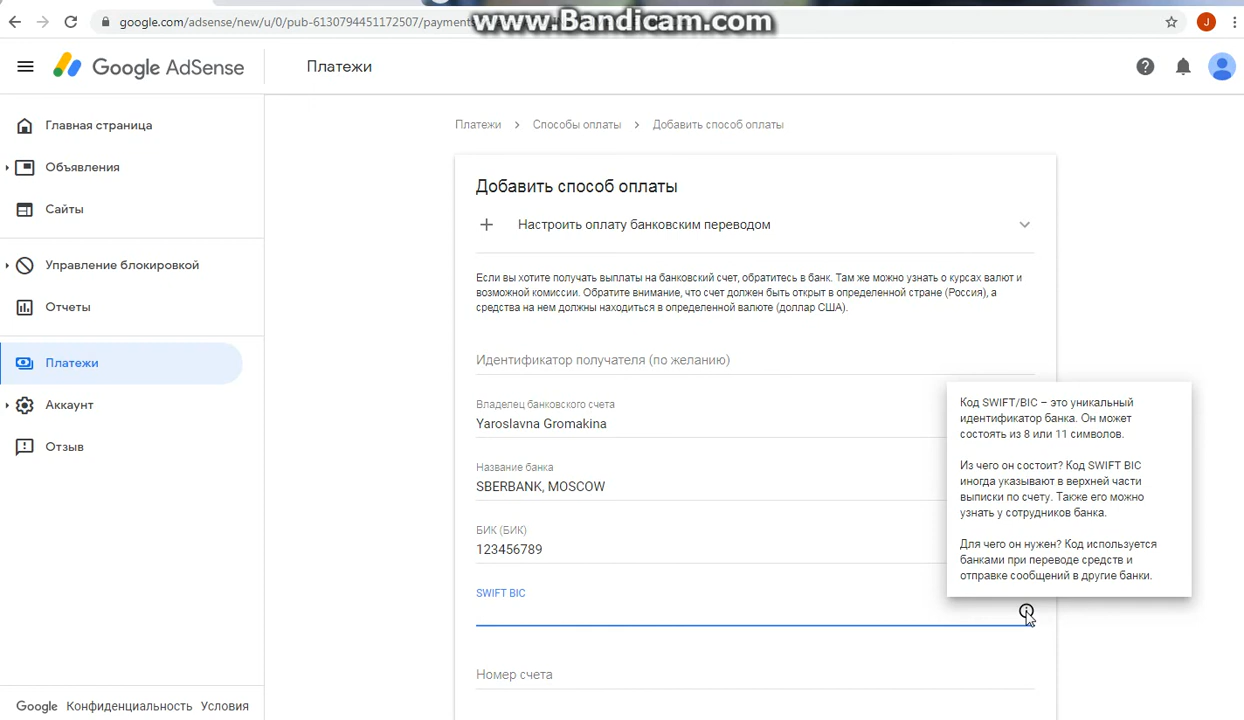 google.com/adsense/new/u/0/pub-6130794451172507/payments
www.Bandicam.com
J
Google AdSense
Платежи
Главная страница
Объявления
Сайты
Управление блокировкой
Отчеты
Платежи
Аккаунт
Отзыв
Google Конфиденциальность Условия
Платежи > Способы оплаты > Добавить способ оплаты
Добавить способ оплаты
+ Настроить оплату банковским переводом
Если вы хотите получать выплаты на банковский счет, обратитесь в банк. Там же можно узнать о курсах валют и
возможной комиссии. Обратите внимание, что счет должен быть открыт в определенной стране (Россия), а
средства на нем должны находиться в определенной валюте (доллар США).
Идентификатор получателя (по желанию)
Владелец банковского счета
Yaroslavna Gromakina
Название банка
SBERBANK, MOSCOW
БИК (БИК)
123456789
SWIFT BIC
Номер счета
Код SWIFT/BIC – это уникальный
идентификатор банка. Он может
состоять из 8 или 11 символов.
Из чего он состоит? Код SWIFT BIC
иногда указывают в верхней части
выписки по счету. Также его можно
узнать у сотрудников банка.
Для чего он нужен? Код используется
банками при переводе средств и
отправке сообщений в другие банки.